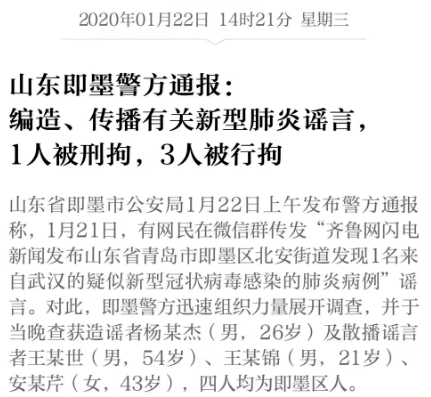 2020年01月22日 14时21分 星期三
山东即墨警方通报：
编造、传播有关新型肺炎谣言，
1人被刑拘，3人被行拘
山东省即墨市公安局1月22日上午发布警方通报
称，1月21日，有网民在微信群传发“齐鲁网闪电
新闻发布山东省青岛市即墨区北安街道发现1名来
自武汉的疑似新型冠状病毒感染的肺炎病例”谣
言。对此，即墨警方迅速组织力量展开调查，并于
当晚查获造谣者杨某杰（男，26岁）及散播谣言
者王某世（男，54岁）、王某锦（男，21岁）、
安某芹（女，43岁），四人均为即墨区人。